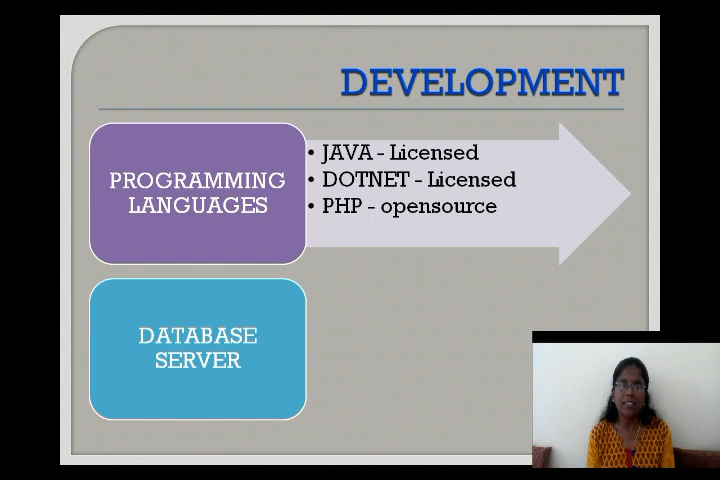 DEVELOPMENT
PROGRAMMING
LANGUAGES
• JAVA - Licensed
• DOTNET - Licensed
• PHP - opensource
DATABASE
SERVER